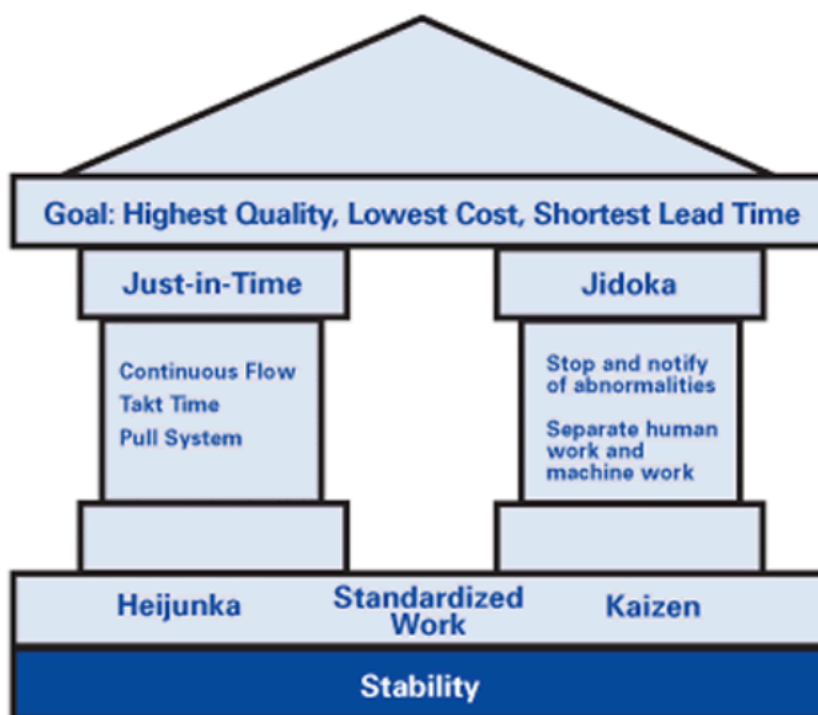 Goal: Highest Quality, Lowest Cost, Shortest Lead Time
Just-in-Time
Continuous Flow
Takt Time
Pull System
Jidoka
Stop and notify
of abnormalities
Separate human
work and
machine work
Heijunka
Standardized
Work
Kaizen
Stability